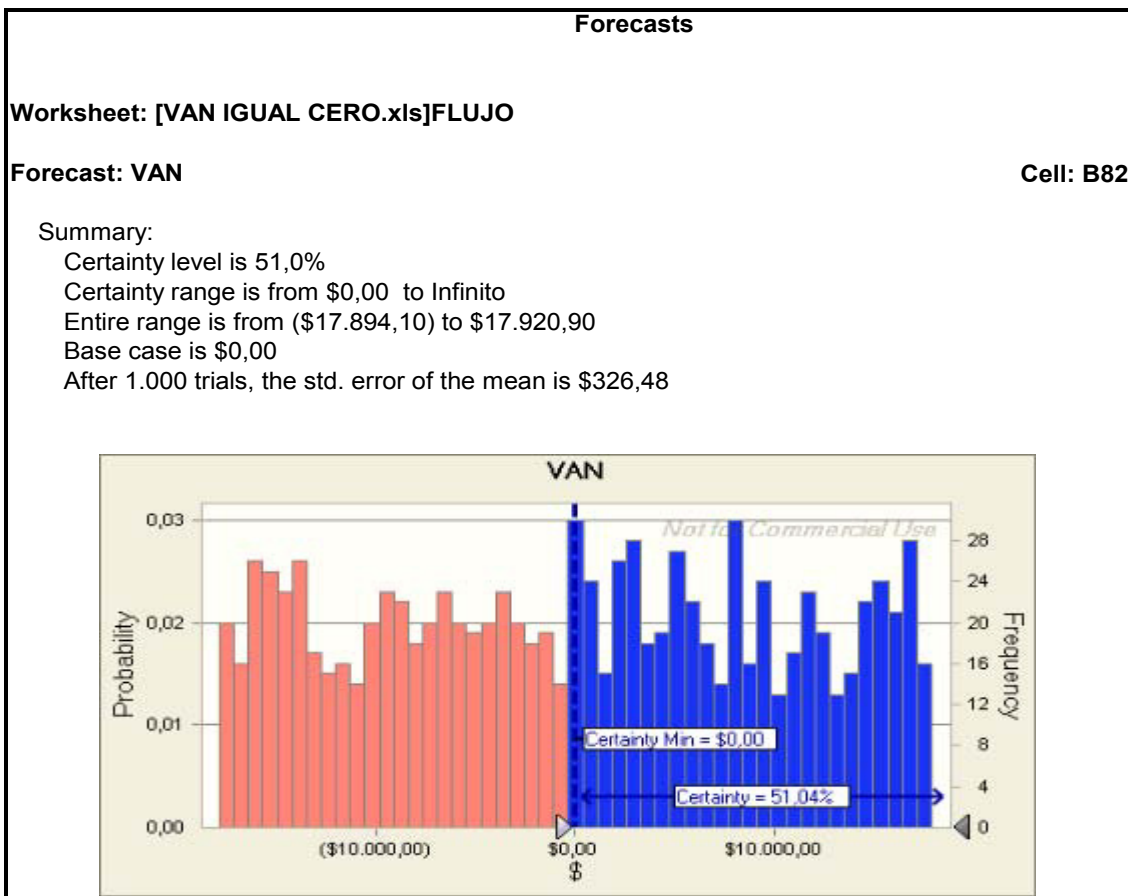 Forecasts
Worksheet: [VAN IGUAL CERO.xls]FLUJO
Forecast: VAN Cell: B82
Summary:
Certainty level is 51,0%
Certainty range is from $0,00 to Infinito
Entire range is from ($17.894,10) to $17.920,90
Base case is $0,00
After 1.000 trials, the std. error of the mean is $326,48
VAN
Not for Commercial Use
Probability
0,03
0,02
0,01
0,00
Frequency
28
24
20
16
12
8
4
0
Certainty Min = $0,00
Certainty = 51,04%
($10.000,00) $0,00 $10.000,00
$